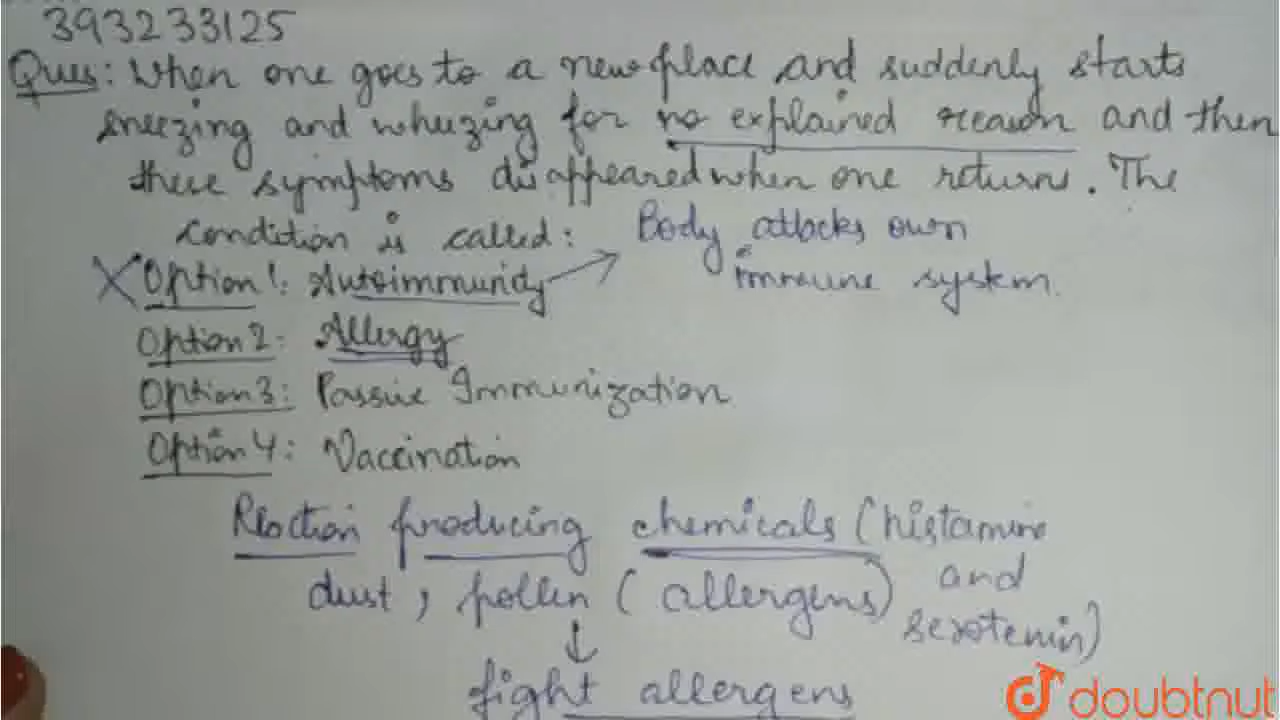 393233125
Ques: When one goes to a new place and suddenly starts
sneezing and wheezing for no explained reason and then
these symptoms disappeared when one returns. The
condition is called:
Body attacks own
immune system.
X Option 1: Autoimmunity
Option 2: Allergy
Option 3: Passive Immunization
Option 4: Vaccination
Reaction producing chemicals (histamine
and
serotenin)
dust, pollen (allergens)
↓
fight allergens
doubtnut